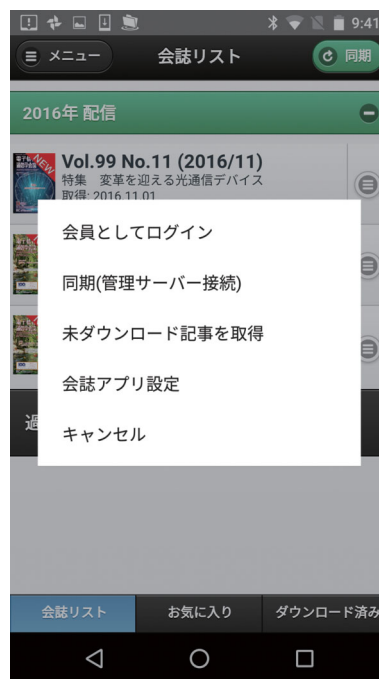 9:41
メニュー
会誌リスト
同期
2016年 配信
NEW
Vol.99 No.11 (2016/11)
特集 変革を迎える光通信デバイス
取得: 2016.11.01
会員としてログイン
同期(管理サーバー接続)
未ダウンロード記事を取得
会誌アプリ設定
過
キャンセル
会誌リスト
お気に入り
ダウンロード済み